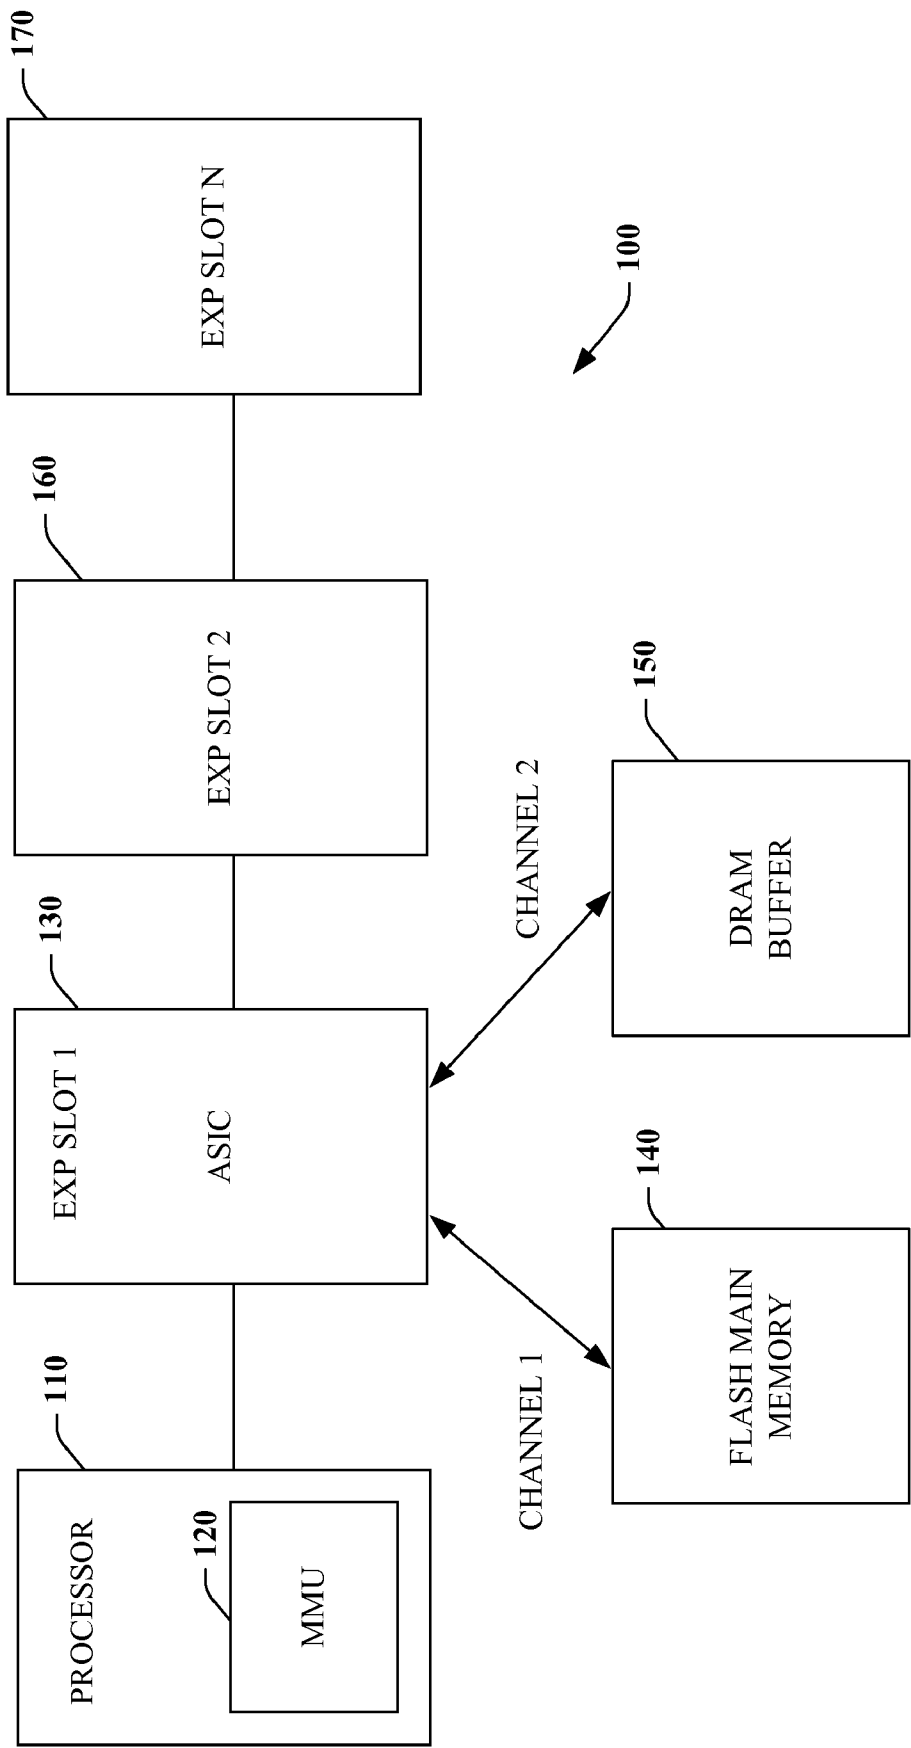 PROCESSOR
110
120
MMU
EXP SLOT 1
130
ASIC
EXP SLOT 2
160
EXP SLOT N
170
CHANNEL 1
CHANNEL 2
FLASH MAIN
MEMORY
140
DRAM
BUFFER
150
100